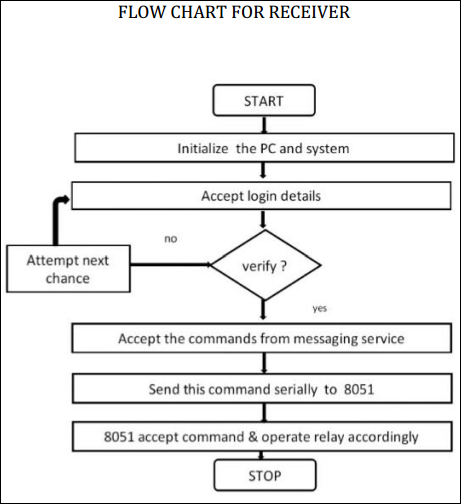 FLOW CHART FOR RECEIVER
START
Initialize the PC and system
Accept login details
no
Attempt next
chance
verify ?
yes
Accept the commands from messaging service
Send this command serially to 8051
8051 accept command & operate relay accordingly
STOP